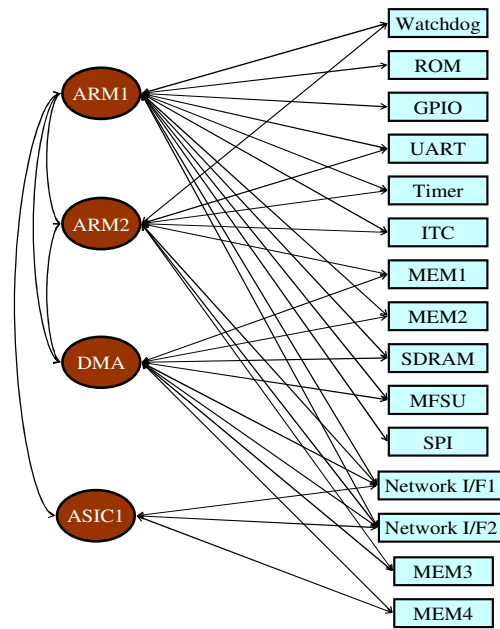 Watchdog
ROM
GPIO
UART
Timer
ITC
MEM1
MEM2
SDRAM
MFSU
SPI
Network I/F1
Network I/F2
MEM3
MEM4
ARM1
ARM2
DMA
ASIC1